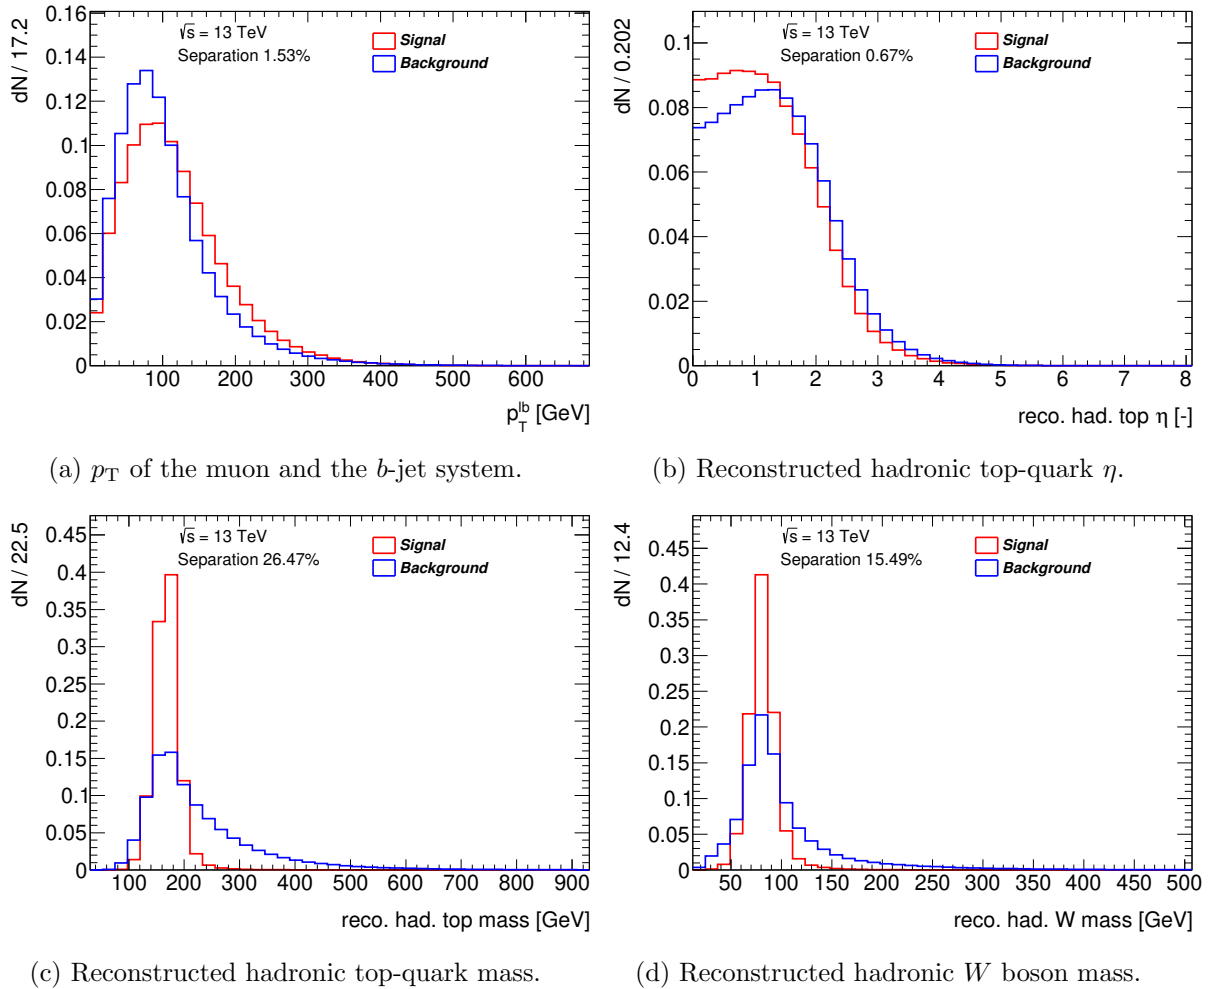 dN / 17.2
0.16
0.14
0.12
0.1
0.08
0.06
0.04
0.02
0
√s = 13 TeV
Separation 1.53%
Signal
Background
100 200 300 400 500 600
p_T^lb [GeV]
(a) p_T of the muon and the b-jet system.
dN / 0.202
0.1
0.08
0.06
0.04
0.02
0
√s = 13 TeV
Separation 0.67%
Signal
Background
0 1 2 3 4 5 6 7 8
reco. had. top η [-]
(b) Reconstructed hadronic top-quark η.
dN / 22.5
0.45
0.4
0.35
0.3
0.25
0.2
0.15
0.1
0.05
0
√s = 13 TeV
Separation 26.47%
Signal
Background
100 200 300 400 500 600 700 800 900
reco. had. top mass [GeV]
(c) Reconstructed hadronic top-quark mass.
dN / 12.4
0.45
0.4
0.35
0.3
0.25
0.2
0.15
0.1
0.05
0
√s = 13 TeV
Separation 15.49%
Signal
Background
50 100 150 200 250 300 350 400 450 500
reco. had. W mass [GeV]
(d) Reconstructed hadronic W boson mass.